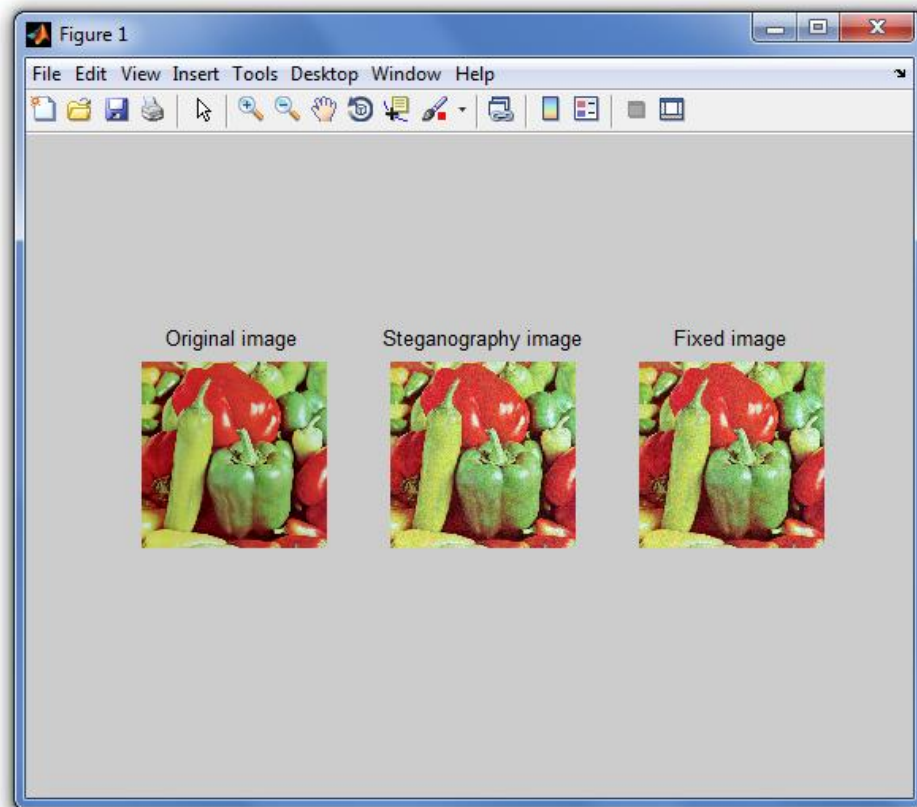 Figure 1
File Edit View Insert Tools Desktop Window Help
Original image Steganography image Fixed image